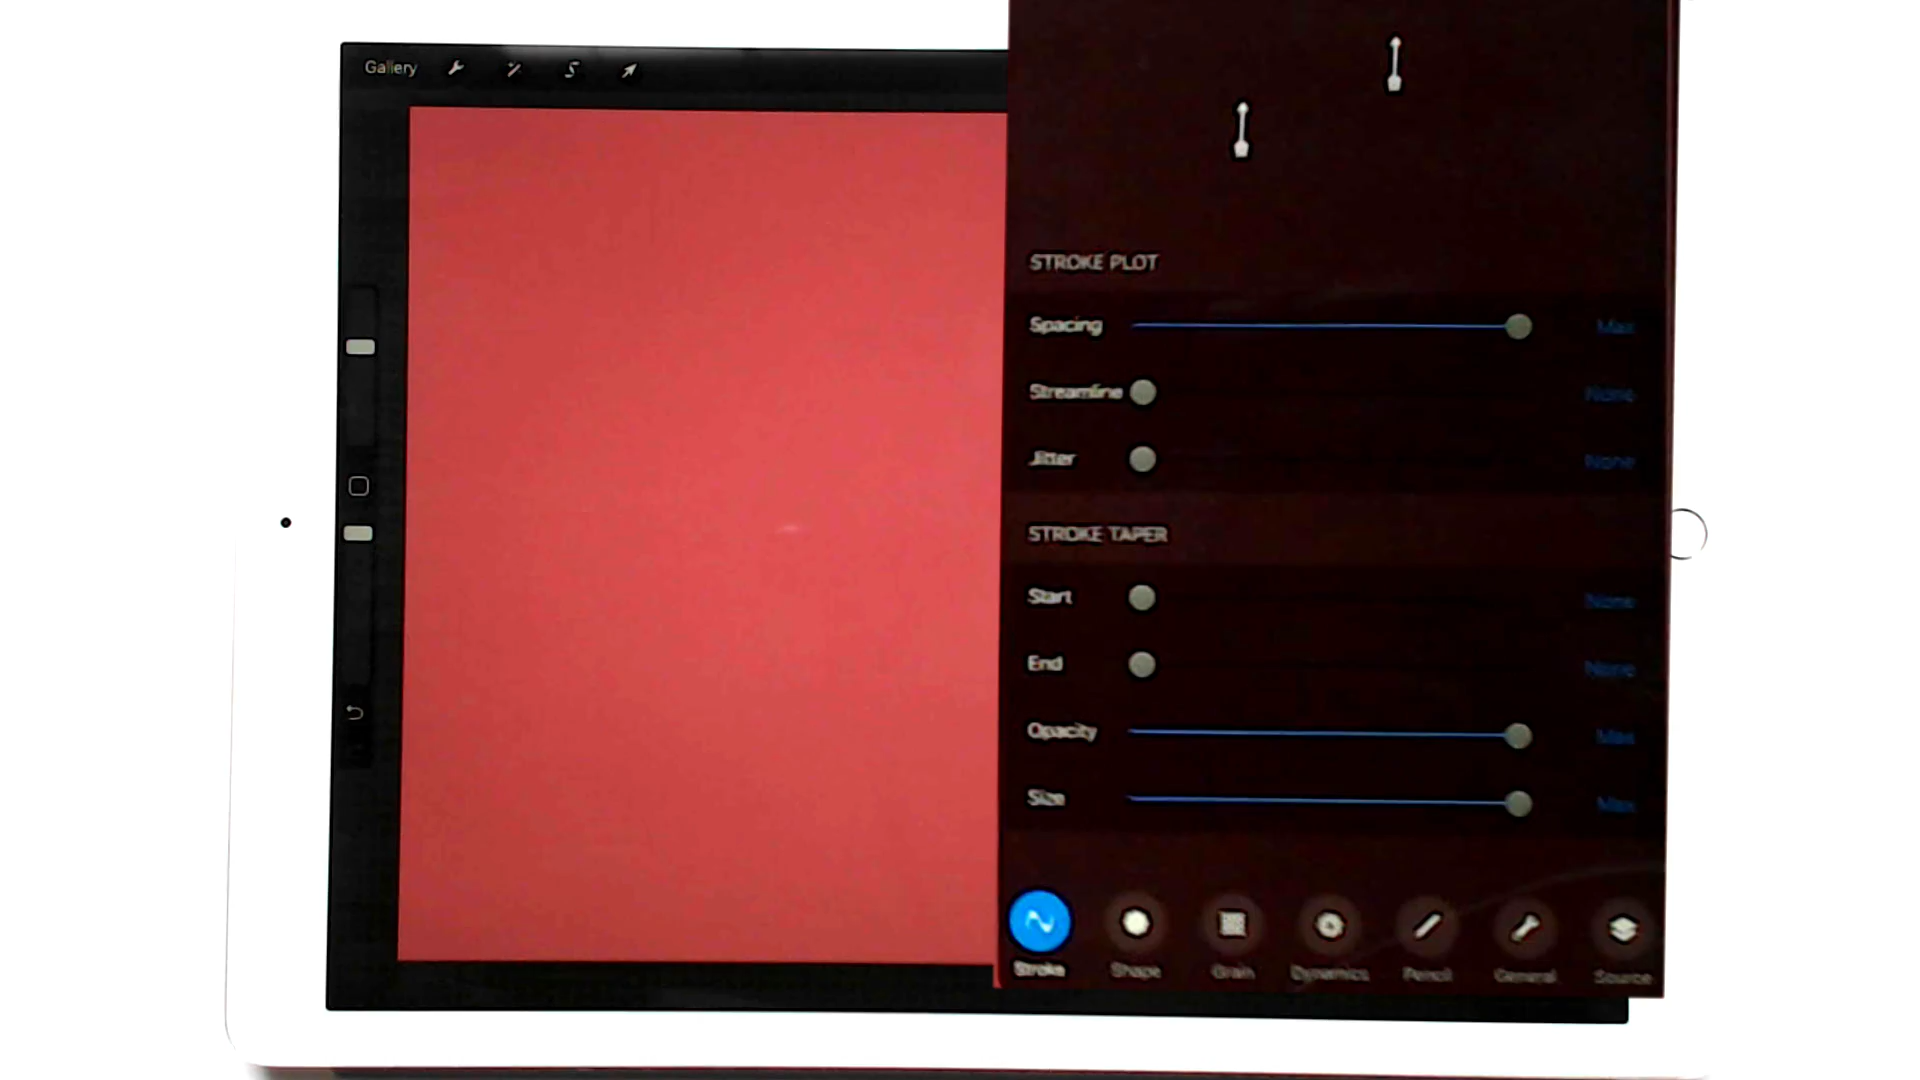 Gallery
STROKE PLOT
Spacing Max
Streamline None
Jitter None
STROKE TAPER
Start None
End None
Opacity Max
Size Max
Stroke Shape Grain Dynamics Pencil General Source